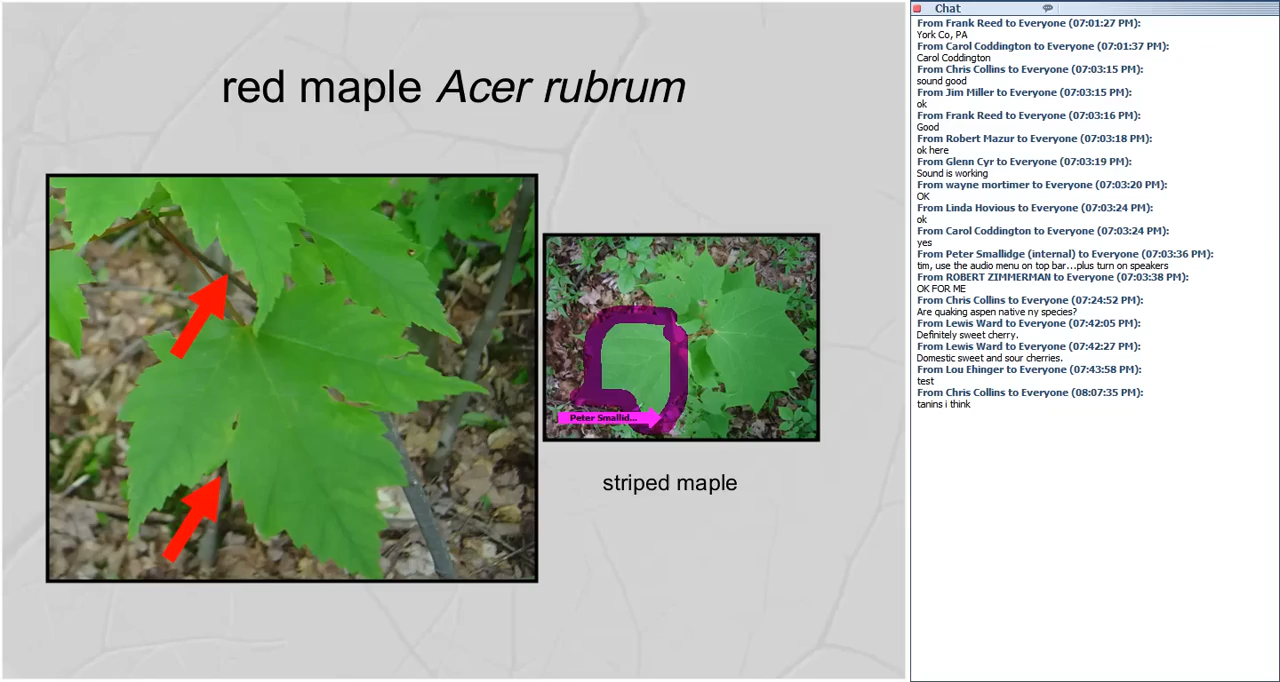 red maple Acer rubrum
Peter Smallid...
striped maple
Chat
From Frank Reed to Everyone (07:01:27 PM):
York Co, PA
From Carol Coddington to Everyone (07:01:37 PM):
Carol Coddington
From Chris Collins to Everyone (07:03:15 PM):
sound good
From Jim Miller to Everyone (07:03:15 PM):
ok
From Frank Reed to Everyone (07:03:16 PM):
Good
From Robert Mazur to Everyone (07:03:18 PM):
ok here
From Glenn Cyr to Everyone (07:03:19 PM):
Sound is working
From wayne mortimer to Everyone (07:03:20 PM):
OK
From Linda Hovious to Everyone (07:03:24 PM):
ok
From Carol Coddington to Everyone (07:03:24 PM):
yes
From Peter Smallidge (internal) to Everyone (07:03:36 PM):
tim, use the audio menu on top bar...plus turn on speakers
From ROBERT ZIMMERMAN to Everyone (07:03:38 PM):
OK FOR ME
From Chris Collins to Everyone (07:24:52 PM):
Are quaking aspen native ny species?
From Lewis Ward to Everyone (07:42:05 PM):
Definitely sweet cherry.
From Lewis Ward to Everyone (07:42:27 PM):
Domestic sweet and sour cherries.
From Lou Ehinger to Everyone (07:43:58 PM):
test
From Chris Collins to Everyone (08:07:35 PM):
tanins i think